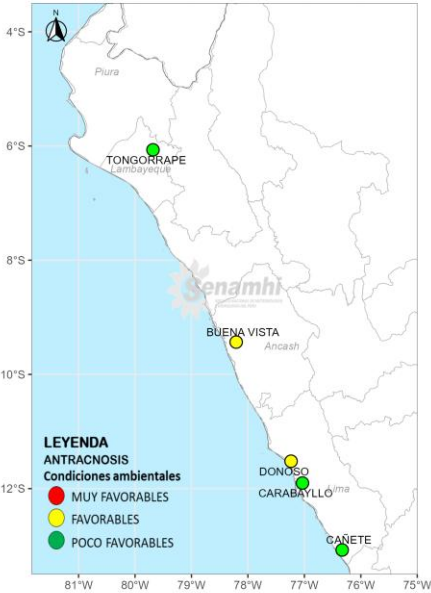 N
4°S
Piura
6°S
TONGORRAPE
Lambayeque
8°S
Senamhi
BUENA VISTA
Ancash
10°S
LEYENDA
ANTRACNOSIS
Condiciones ambientales
MUY FAVORABLES
FAVORABLES
POCO FAVORABLES
DONOSO
12°S
CARABAYLLO
Lima
CAÑETE
81°W 80°W 79°W 78°W 77°W 76°W 75°W